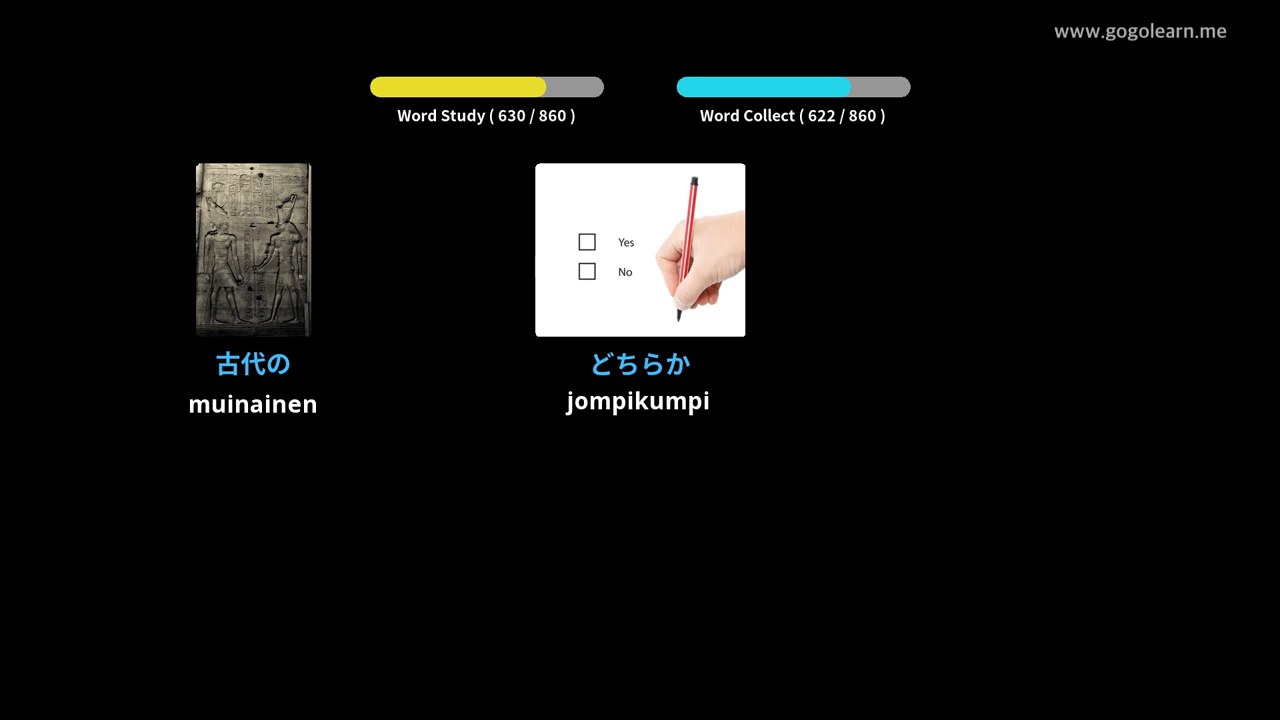 www.gogolearn.me
Word Study ( 630 / 860 )
Word Collect ( 622 / 860 )
Yes
No
古代の
muinainen
どちらか
jompikumpi